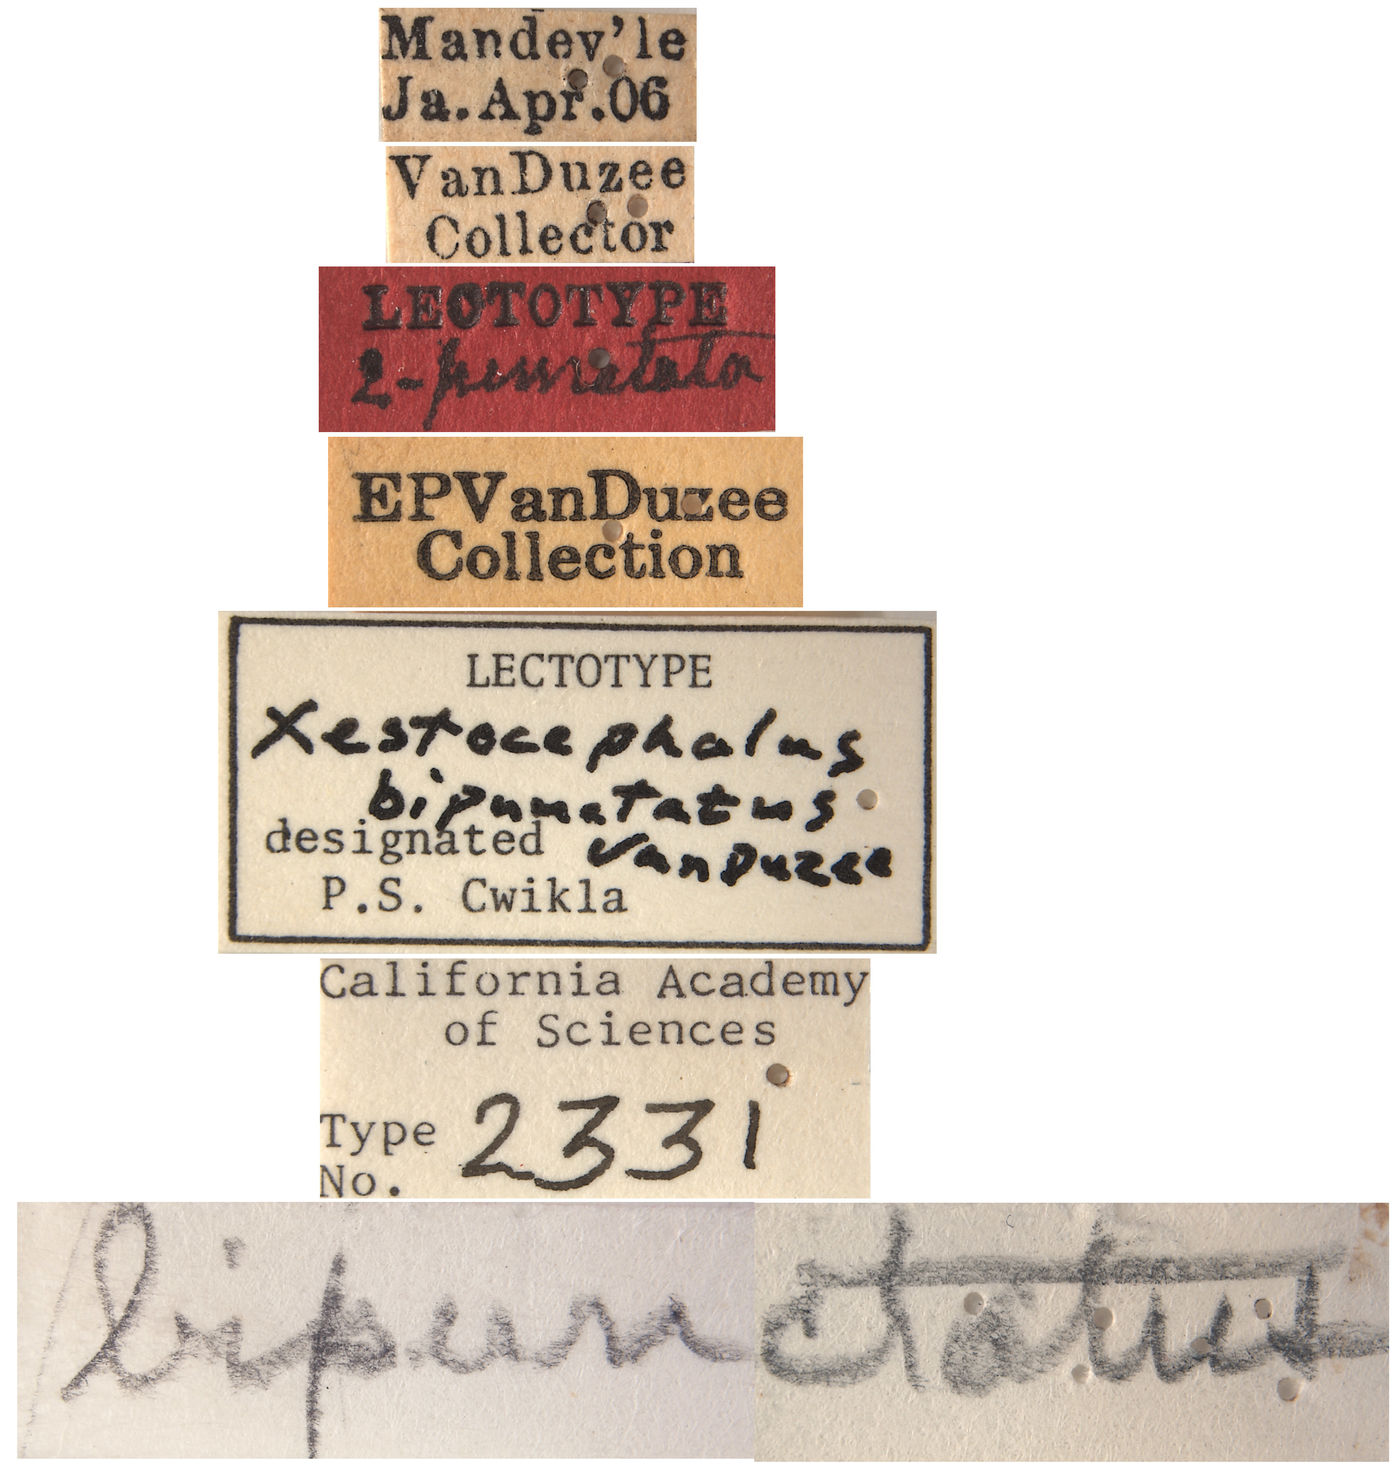 Mandev'le
Ja. Apr. 06
VanDuzee
Collector
LECTOTYPE
2-punctata
EPVanDuzee
Collection
LECTOTYPE
Xestocephalus
bipunctatus
designated VanDuzee
P.S. Cwikla
California Academy
of Sciences
Type No. 2331
bipunctatus